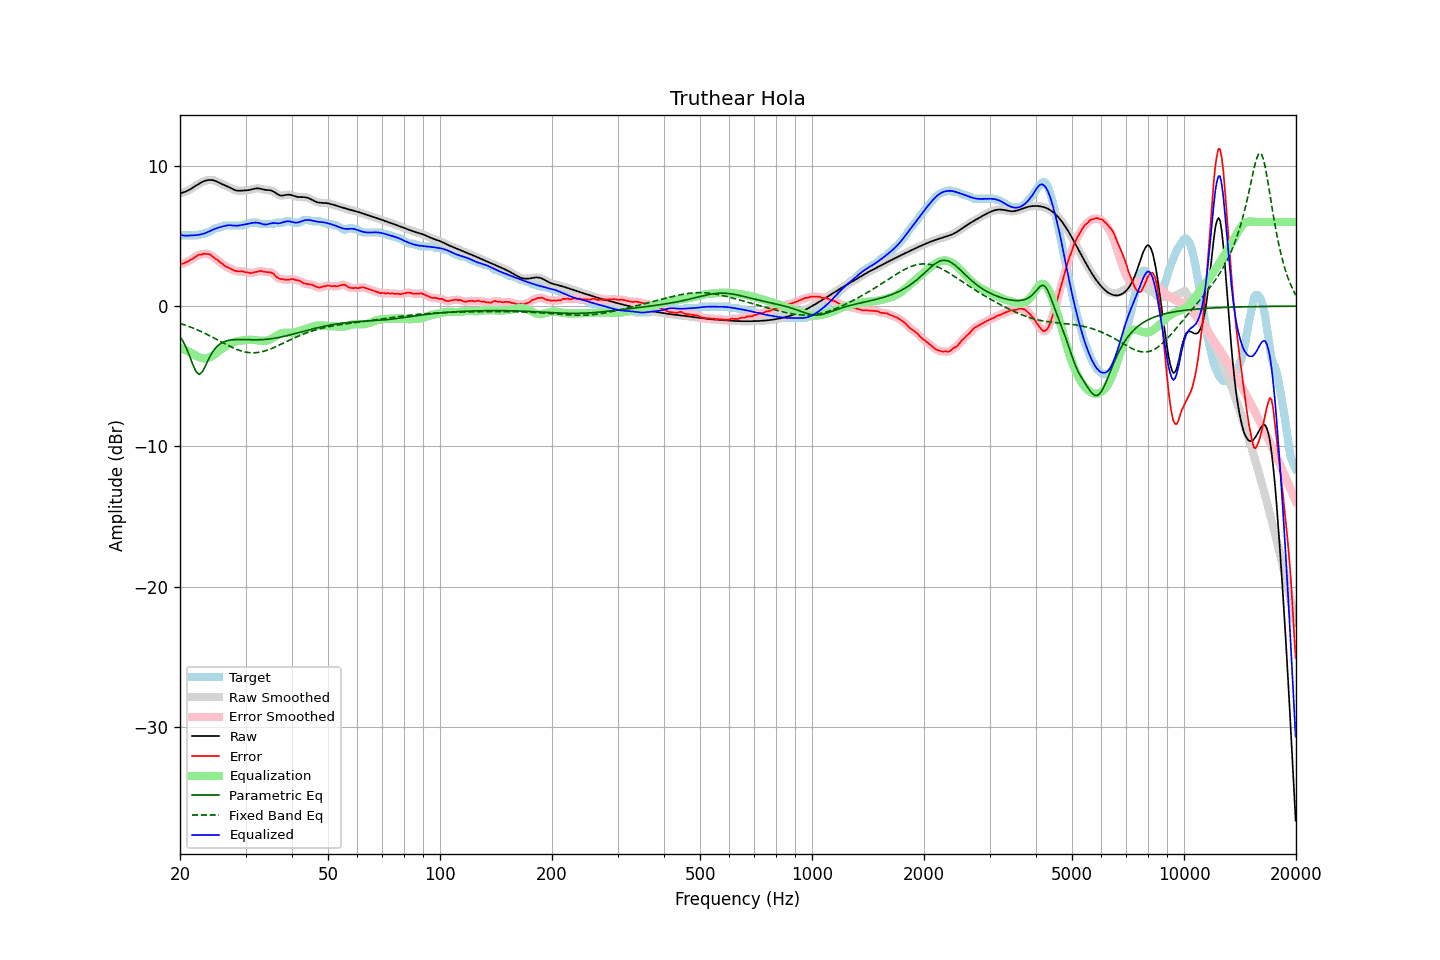 Truthear Hola
Amplitude (dBr)
10
0
−10
−20
−30
Target
Raw Smoothed
Error Smoothed
Raw
Error
Equalization
Parametric Eq
Fixed Band Eq
Equalized
20 50 100 200 500 1000 2000 5000 10000 20000
Frequency (Hz)